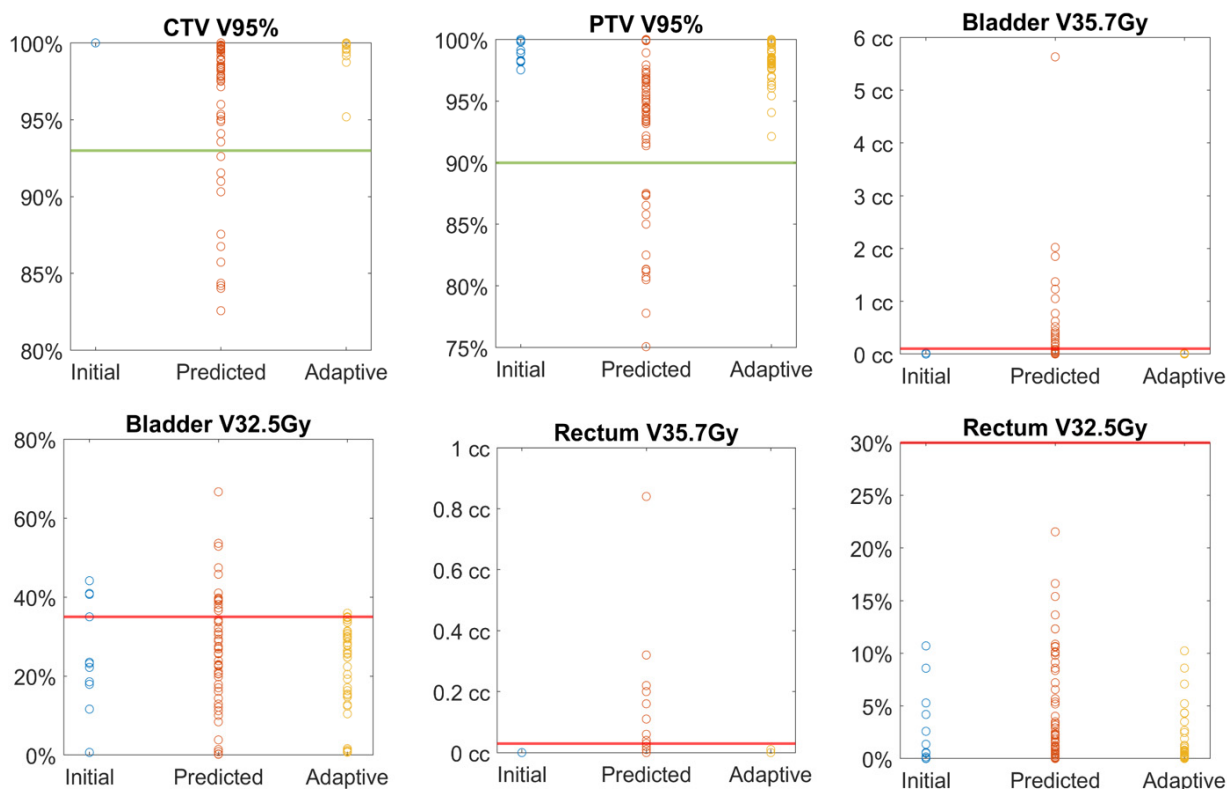 CTV V95%
100%
95%
90%
85%
80%
Initial Predicted Adaptive
PTV V95%
100%
95%
90%
85%
80%
75%
Initial Predicted Adaptive
Bladder V35.7Gy
6 cc
5 cc
4 cc
3 cc
2 cc
1 cc
0 cc
Initial Predicted Adaptive
Bladder V32.5Gy
80%
60%
40%
20%
0%
Initial Predicted Adaptive
Rectum V35.7Gy
1 cc
0.8 cc
0.6 cc
0.4 cc
0.2 cc
0 cc
Initial Predicted Adaptive
Rectum V32.5Gy
30%
25%
20%
15%
10%
5%
0%
Initial Predicted Adaptive